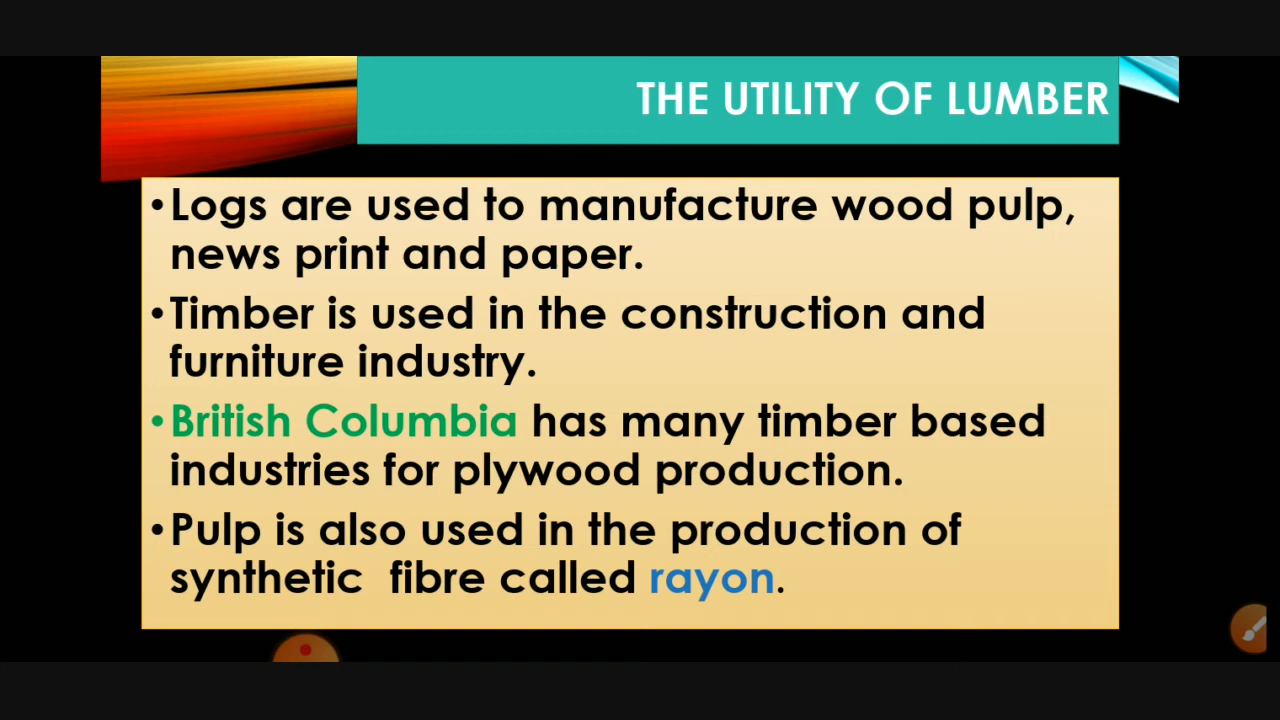 THE UTILITY OF LUMBER
•Logs are used to manufacture wood pulp,
news print and paper.
•Timber is used in the construction and
furniture industry.
•British Columbia has many timber based
industries for plywood production.
•Pulp is also used in the production of
synthetic  fibre called rayon.